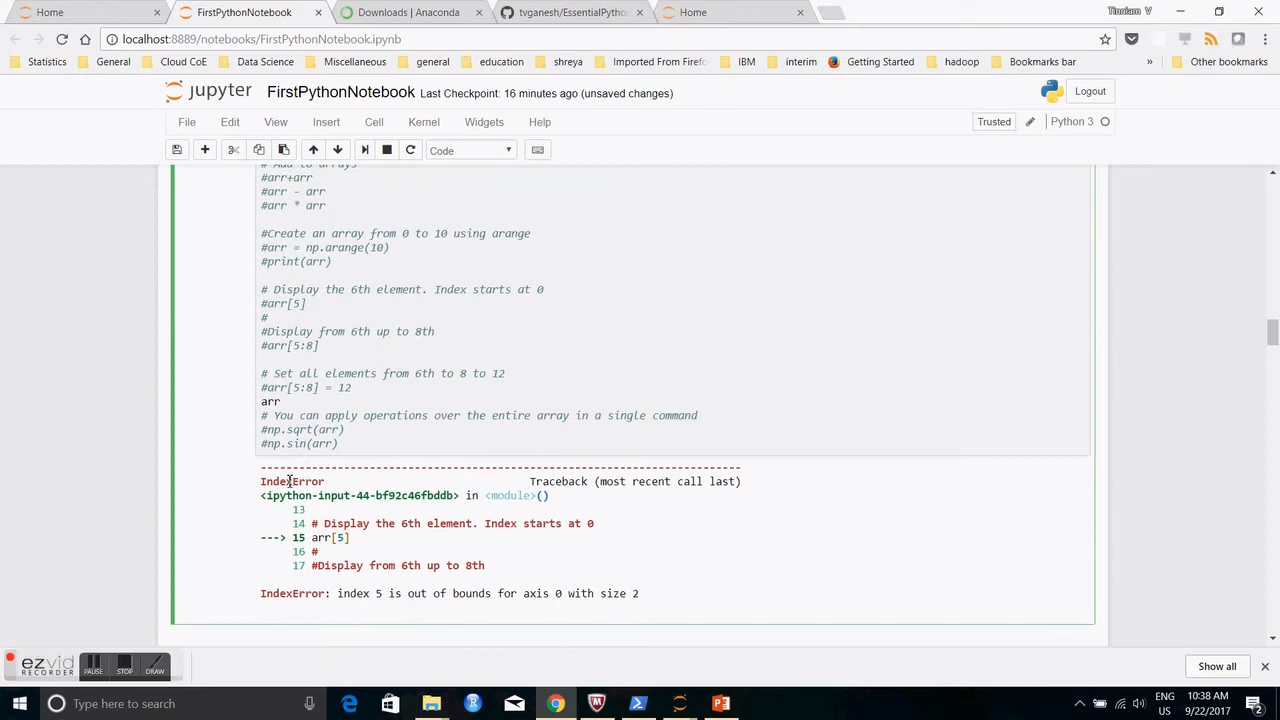 Home
FirstPythonNotebook
Downloads | Anaconda
tvganesh/EssentialPython
Home
Tinniam V
localhost:8889/notebooks/FirstPythonNotebook.ipynb
Statistics
General
Cloud CoE
Data Science
Miscellaneous
general
education
shreya
Imported From Firefo
IBM
interim
Getting Started
hadoop
Bookmarks bar
»
Other bookmarks
jupyter FirstPythonNotebook Last Checkpoint: 16 minutes ago (unsaved changes)
Logout
File Edit View Insert Cell Kernel Widgets Help
Trusted
Python 3
Code
# Add to arrays
#arr+arr
#arr - arr
#arr * arr
#Create an array from 0 to 10 using arange
#arr = np.arange(10)
#print(arr)
# Display the 6th element. Index starts at 0
#arr[5]
#
#Display from 6th up to 8th
#arr[5:8]
# Set all elements from 6th to 8 to 12
#arr[5:8] = 12
arr
# You can apply operations over the entire array in a single command
#np.sqrt(arr)
#np.sin(arr)
---------------------------------------------------------------------------
IndexError Traceback (most recent call last)
<ipython-input-44-bf92c46fbddb> in <module>()
13
14 # Display the 6th element. Index starts at 0
---> 15 arr[5]
16 #
17 #Display from 6th up to 8th
IndexError: index 5 is out of bounds for axis 0 with size 2
ezvid
RECORDER
PAUSE
STOP
DRAW
Show all
Type here to search
ENG
US
10:38 AM
9/22/2017